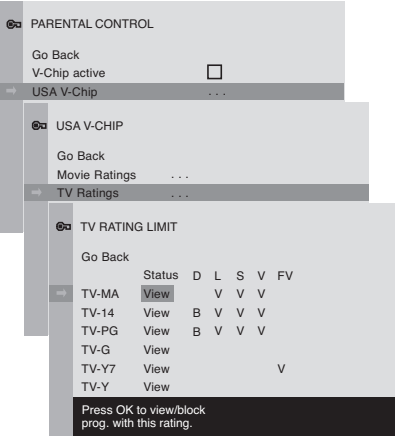 PARENTAL CONTROL
Go Back
V-Chip active
USA V-Chip . . .
USA V-CHIP
Go Back
Movie Ratings . . .
TV Ratings . . .
TV RATING LIMIT
Go Back
Status D L S V FV
TV-MA View V V V
TV-14 View B V V V
TV-PG View B V V V
TV-G View
TV-Y7 View V
TV-Y View
Press OK to view/block
prog. with this rating.